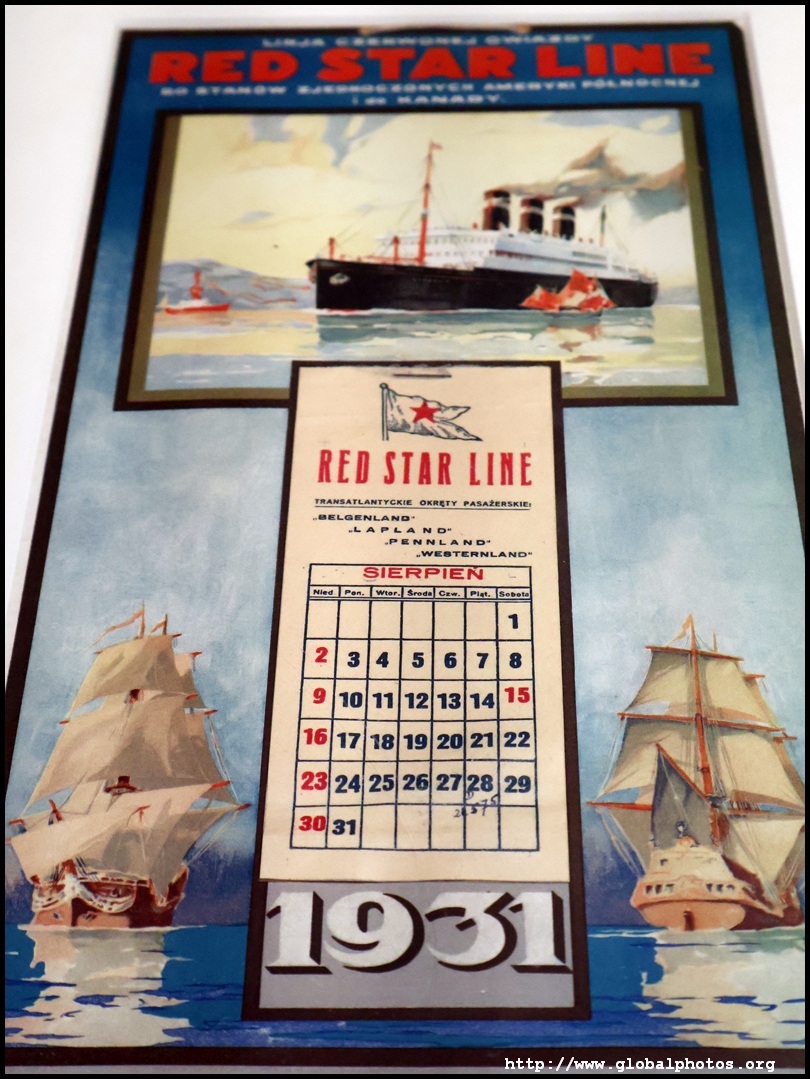 LINJA CZERWONEJ GWIAZDY
RED STAR LINE
DO STANÓW ZJEDNOCZONYCH AMERYKI PÓŁNOCNEJ
i do KANADY.
RED STAR LINE
TRANSATLANTYCKIE OKRĘTY PASAŻERSKIE:
„BELGENLAND"
„LAPLAND"
„PENNLAND"
„WESTERNLAND"
SIERPIEŃ
Nied Pon. Wtor. Środa Czw. Piąt. Sobota
1
2 3 4 5 6 7 8
9 10 11 12 13 14 15
16 17 18 19 20 21 22
23 24 25 26 27 28 29
30 31
1931
http://www.globalphotos.org